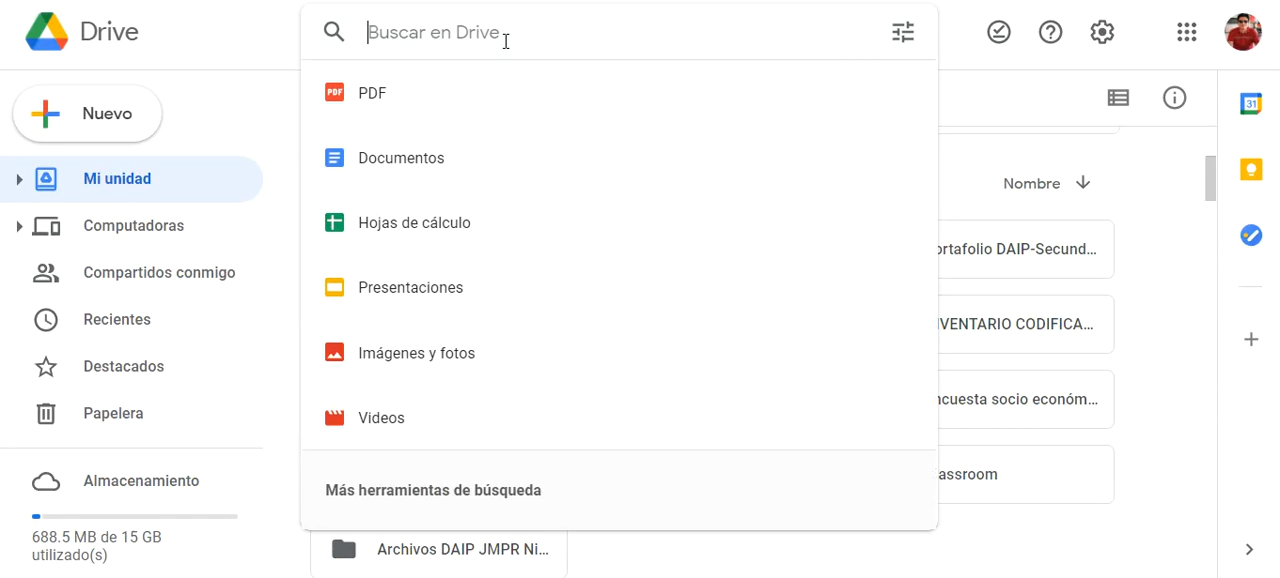 Drive
Buscar en Drive
Nuevo
PDF
PDF
Mi unidad
Documentos
Nombre
Computadoras
Hojas de cálculo
ortafolio DAIP-Secund...
Compartidos conmigo
Presentaciones
Recientes
VENTARIO CODIFICA...
Destacados
Imágenes y fotos
ncuesta socio económ...
Papelera
Videos
Almacenamiento
Más herramientas de búsqueda
assroom
688.5 MB de 15 GB
utilizado(s)
Archivos DAIP JMPR Ni...
31